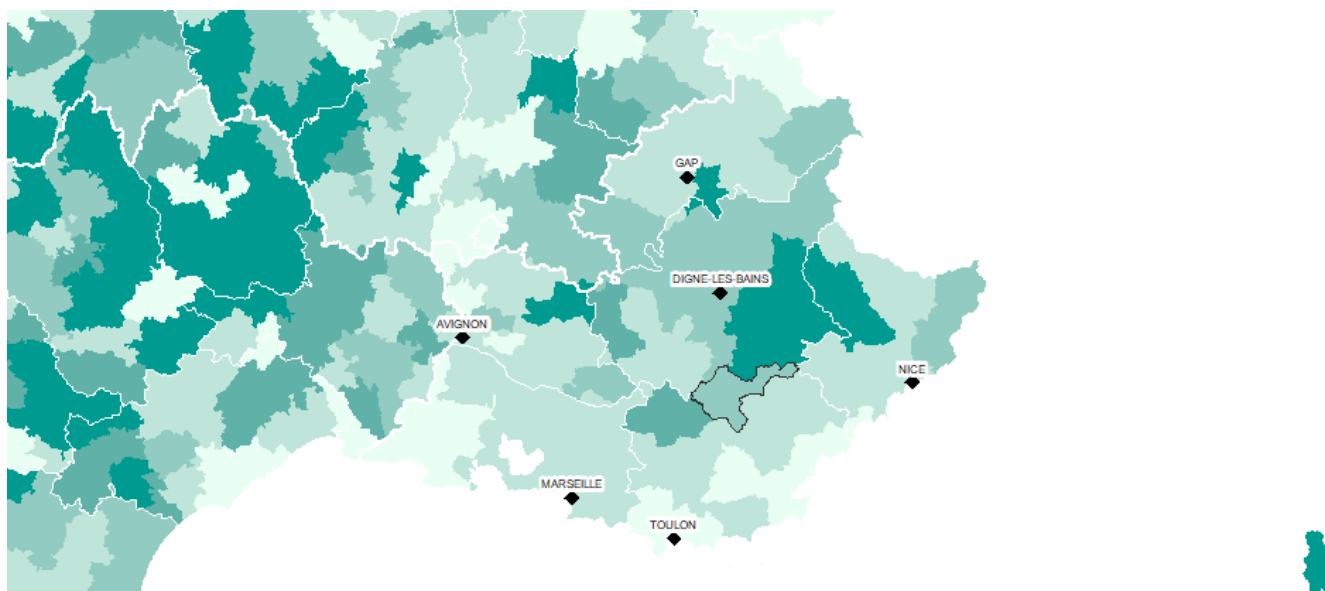 GAP
DIGNE-LES-BAINS
AVIGNON
NICE
MARSEILLE
TOULON